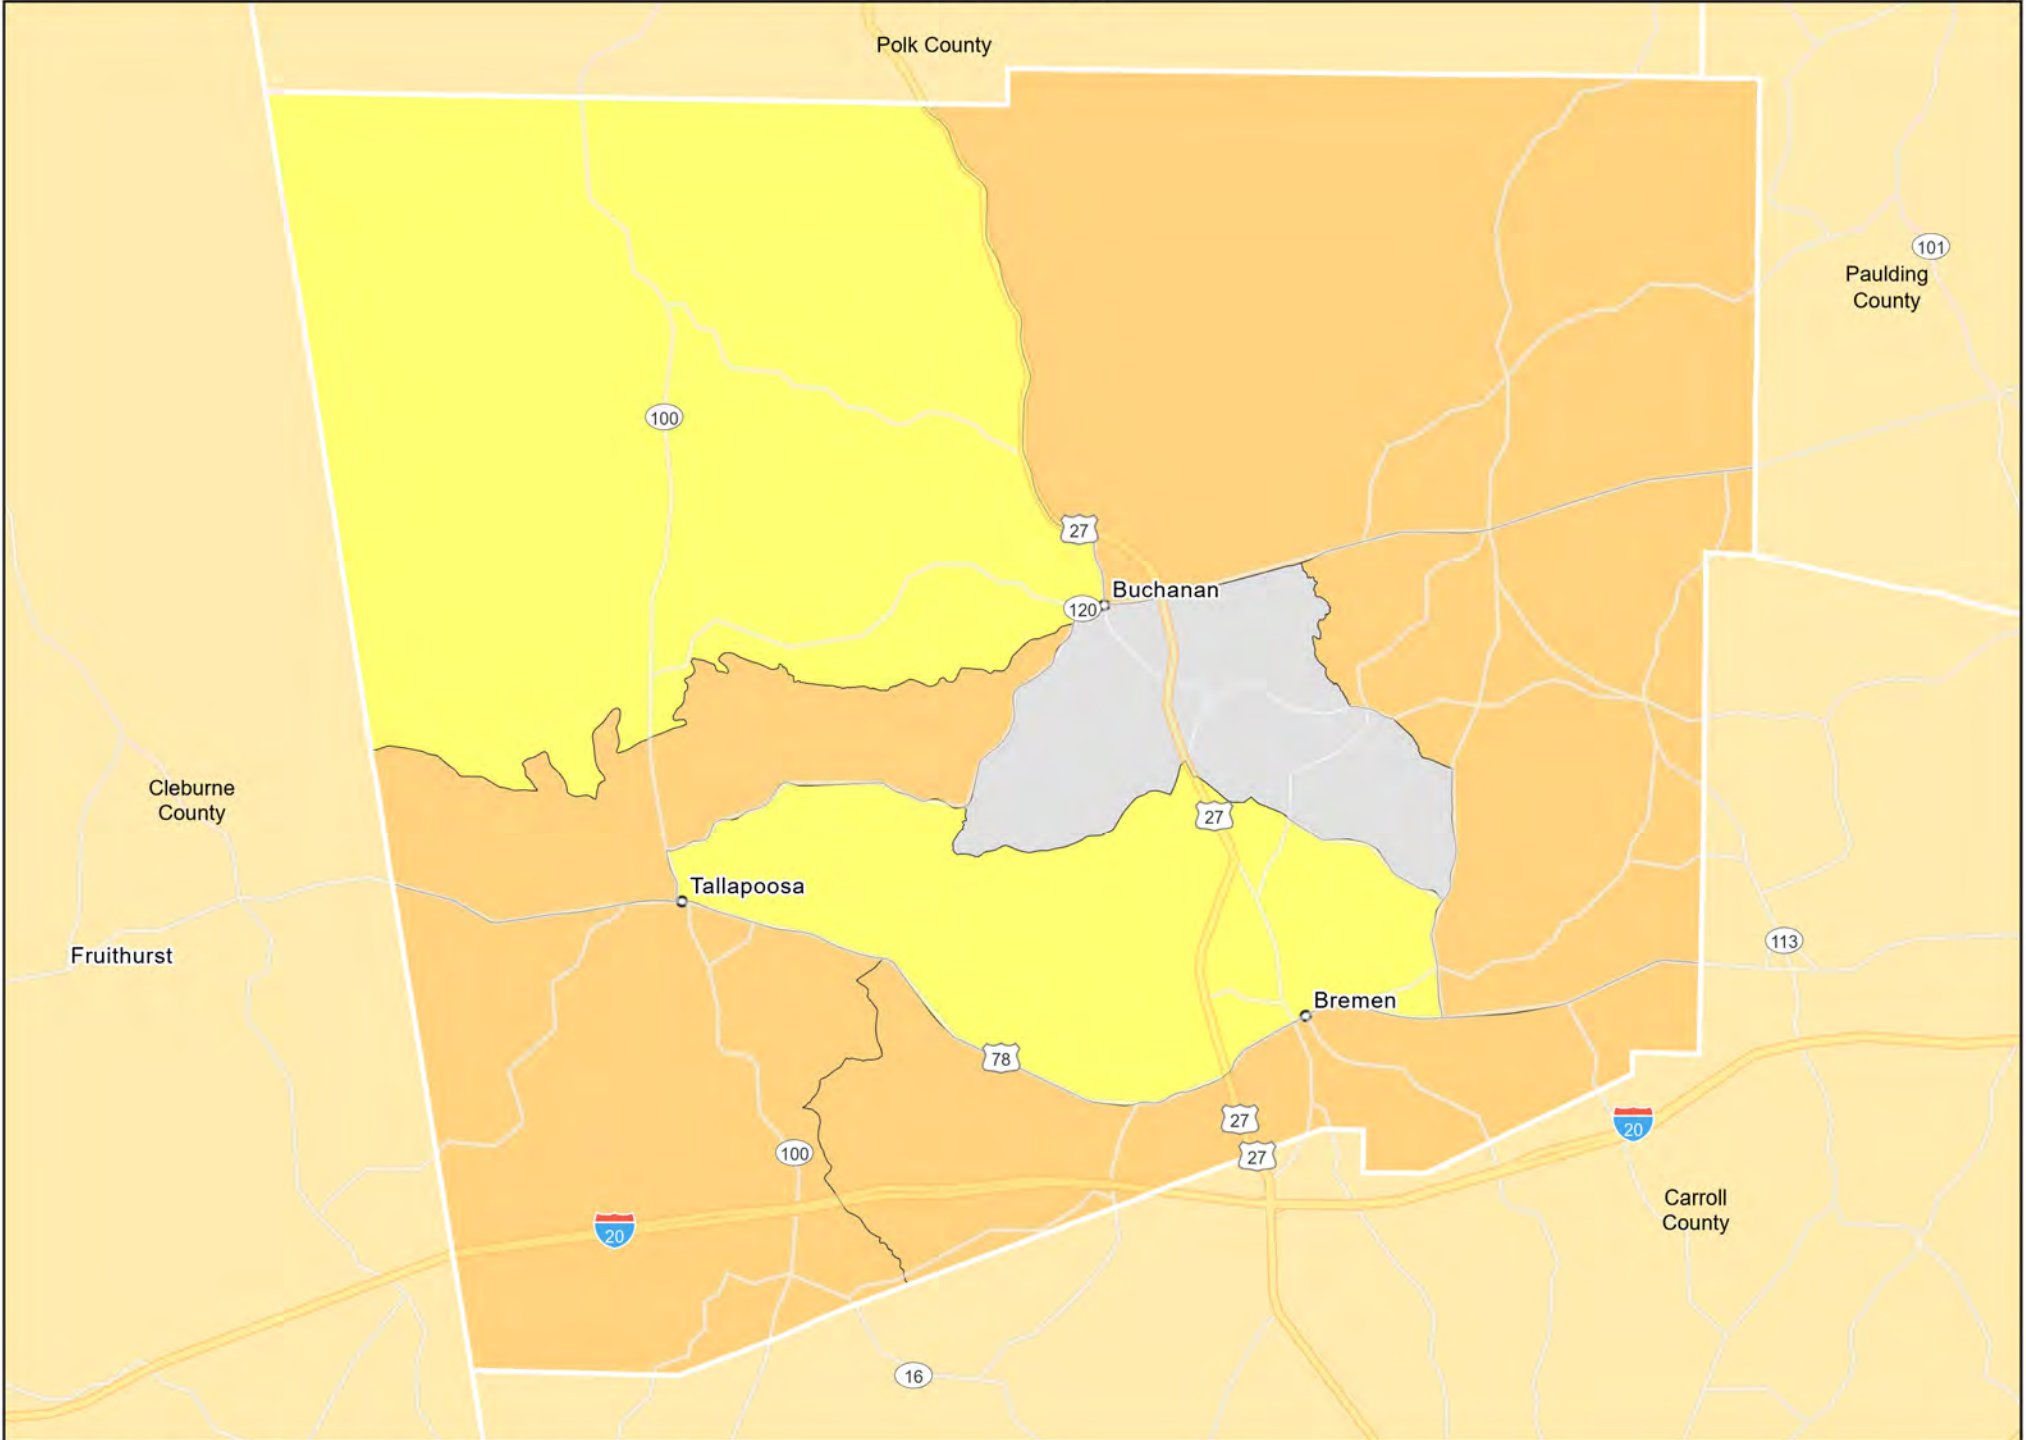 Polk County
101
Paulding
County
100
27
Buchanan
120
Cleburne
County
27
Tallapoosa
113
Fruithurst
Bremen
78
27
20
100
27
Carroll
County
20
16